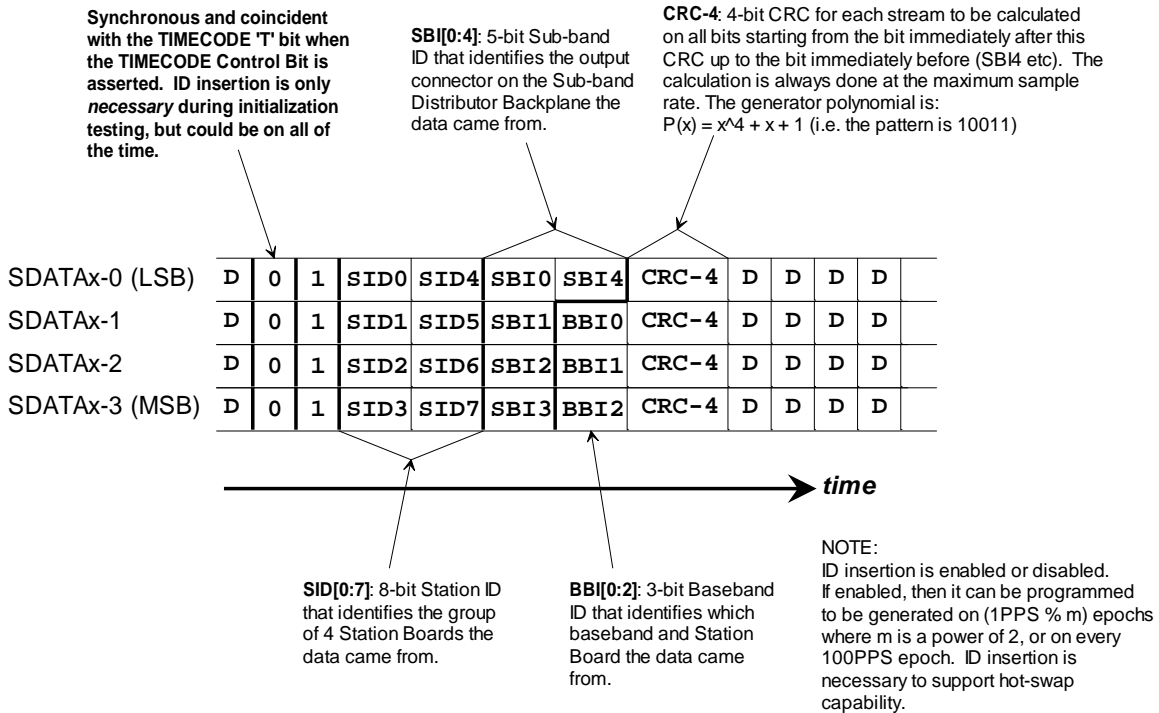 Synchronous and coincident
with the TIMECODE 'T' bit when
the TIMECODE Control Bit is
asserted.  ID insertion is only
necessary during initialization
testing, but could be on all of
the time.
SBI[0:4]: 5-bit Sub-band
ID that identifies the output
connector on the Sub-band
Distributor Backplane the
data came from.
CRC-4: 4-bit CRC for each stream to be calculated
on all bits starting from the bit immediately after this
CRC up to the bit immediately before (SBI4 etc).  The
calculation is always done at the maximum sample
rate. The generator polynomial is:
P(x) = x^4 + x + 1 (i.e. the pattern is 10011)
SDATAx-0 (LSB) D 0 1 SID0 SID4 SBI0 SBI4 CRC-4 D D D D
SDATAx-1 D 0 1 SID1 SID5 SBI1 BBI0 CRC-4 D D D D
SDATAx-2 D 0 1 SID2 SID6 SBI2 BBI1 CRC-4 D D D D
SDATAx-3 (MSB) D 0 1 SID3 SID7 SBI3 BBI2 CRC-4 D D D D
time
SID[0:7]: 8-bit Station ID
that identifies the group
of 4 Station Boards the
data came from.
BBI[0:2]: 3-bit Baseband
ID that identifies which
baseband and Station
Board the data came
from.
NOTE:
ID insertion is enabled or disabled.
If enabled, then it can be programmed
to be generated on (1PPS % m) epochs
where m is a power of 2, or on every
100PPS epoch.  ID insertion is
necessary to support hot-swap
capability.